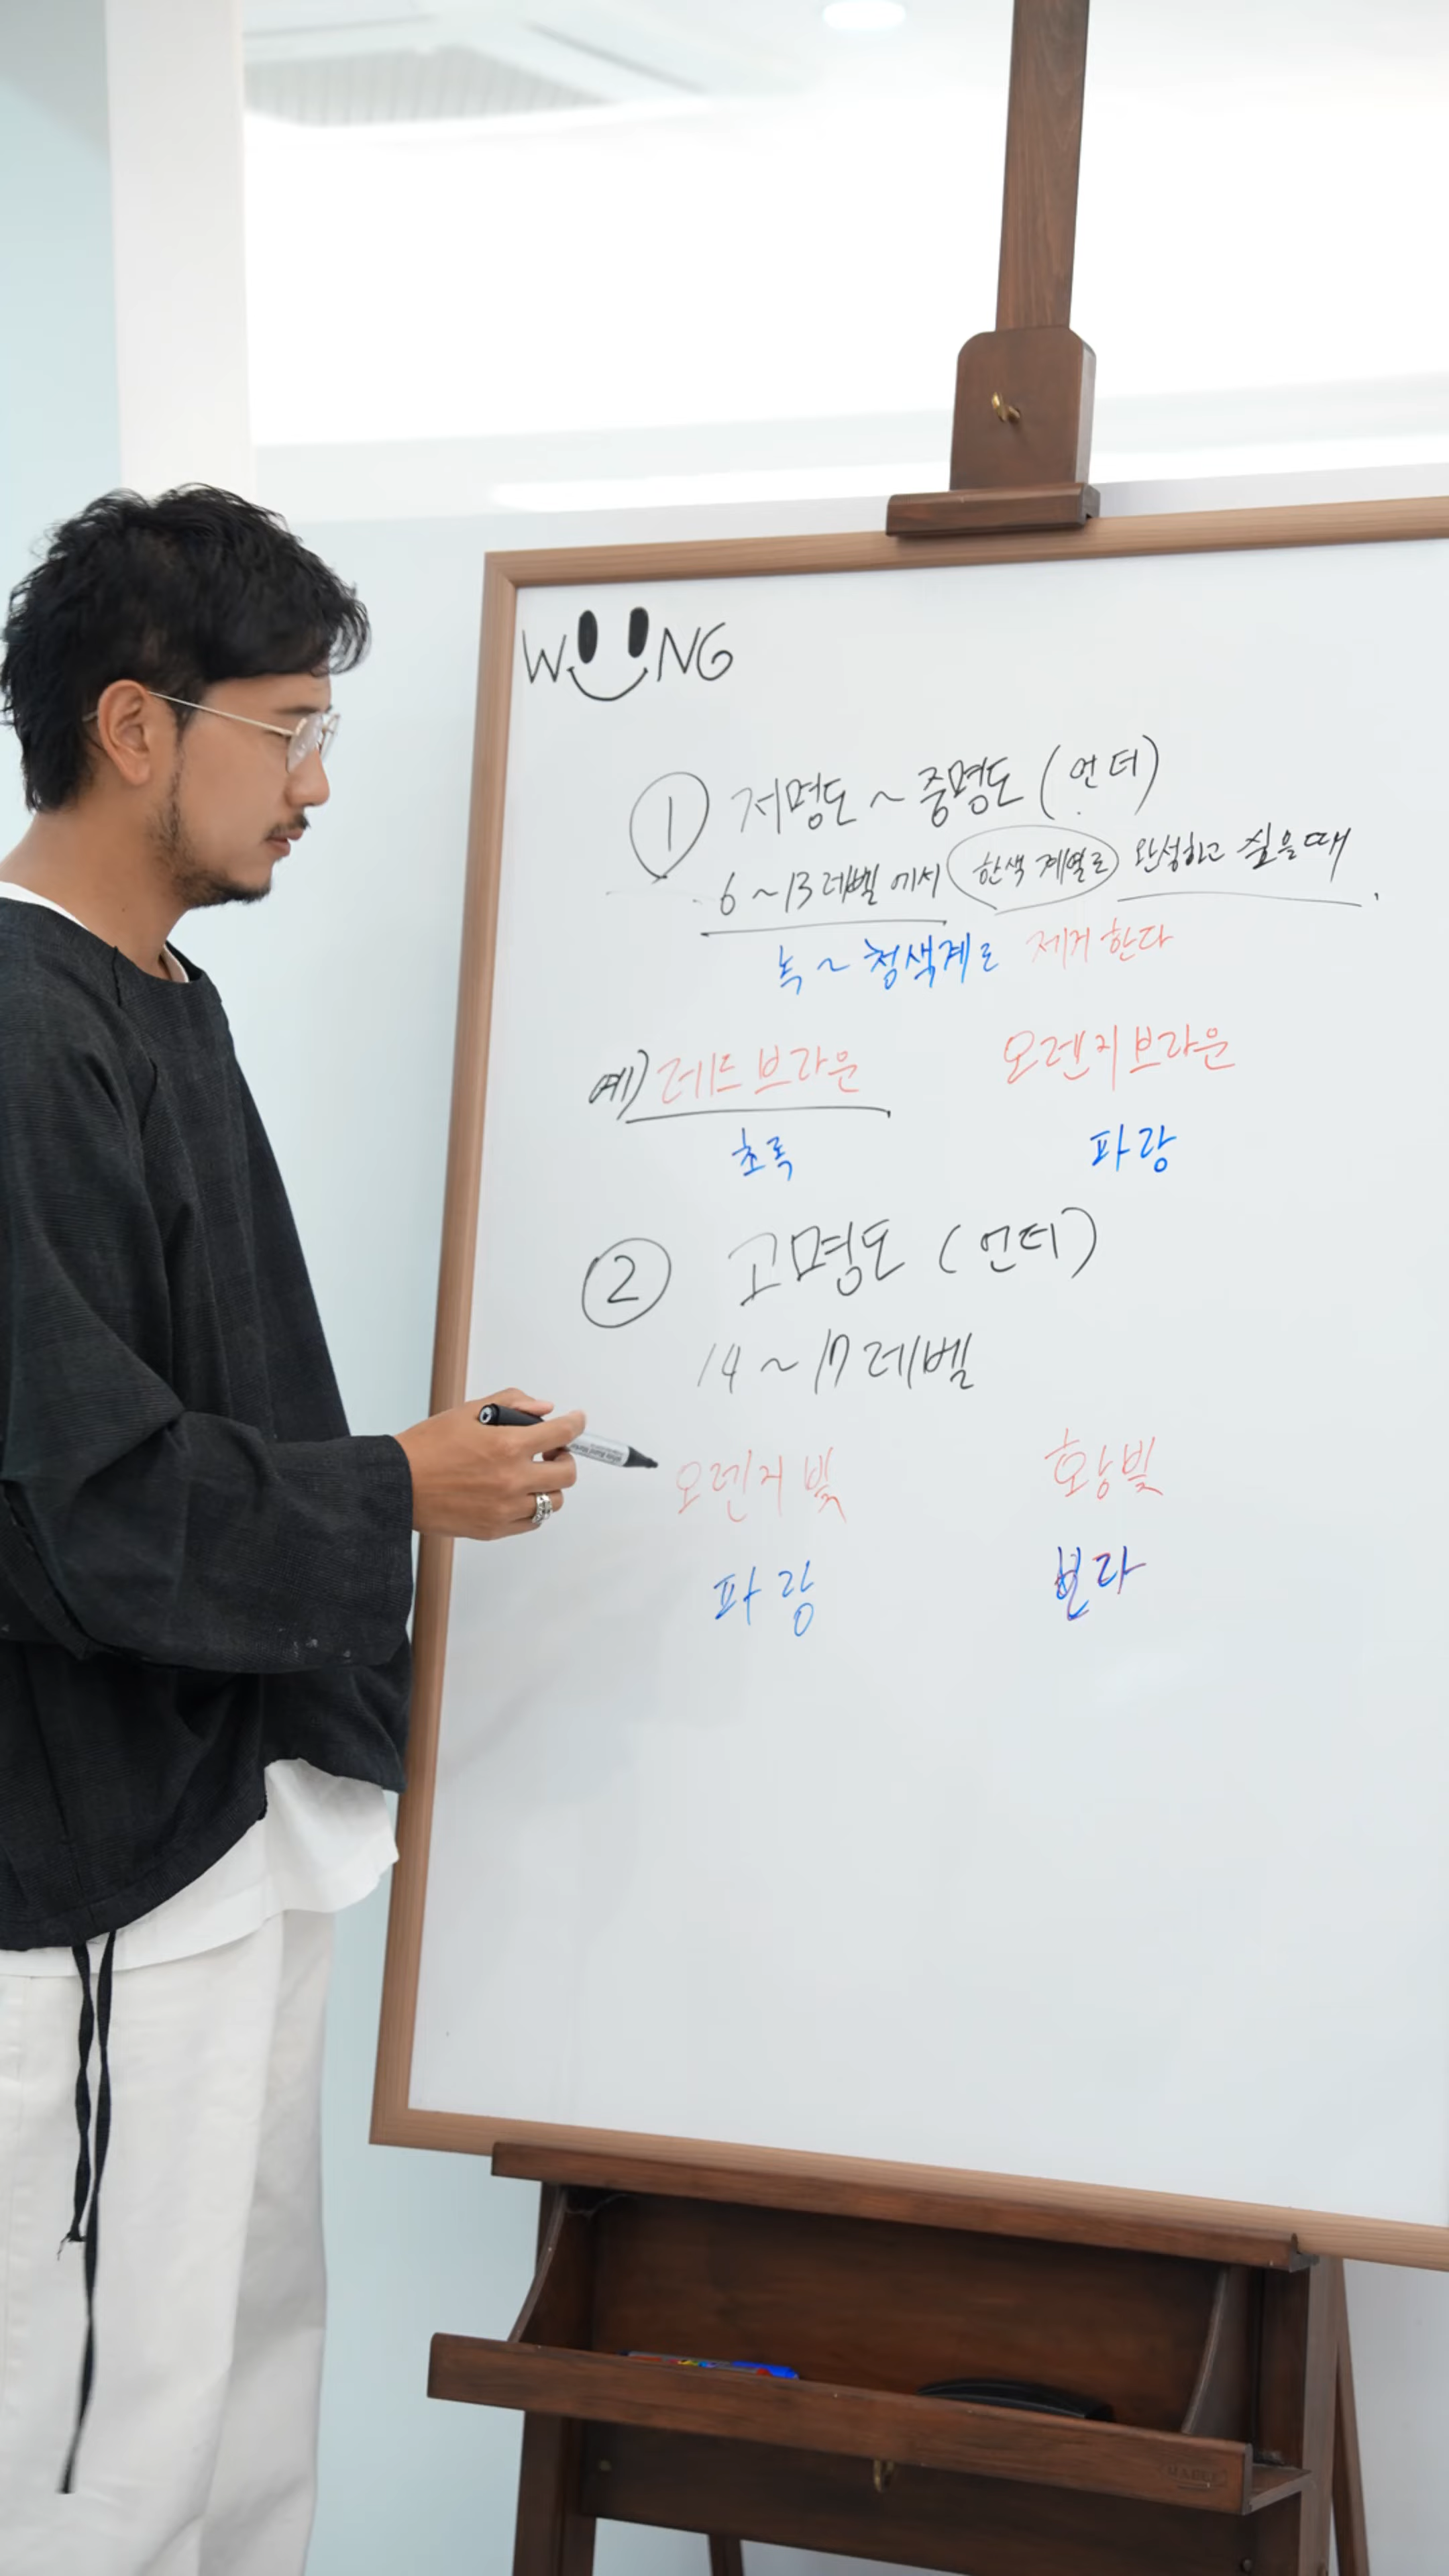 WUNG
① 저명도 ~ 중명도 (언더)
6 ~ 13 레벨에서 한색 계열로 완성하고 싶을때.
녹 ~ 청색계로 제거한다
예) 레드브라운 오렌지브라운
초록 파랑
② 고명도 (언더)
14 ~ 17 레벨
오렌지빛 황빛
파랑 보라